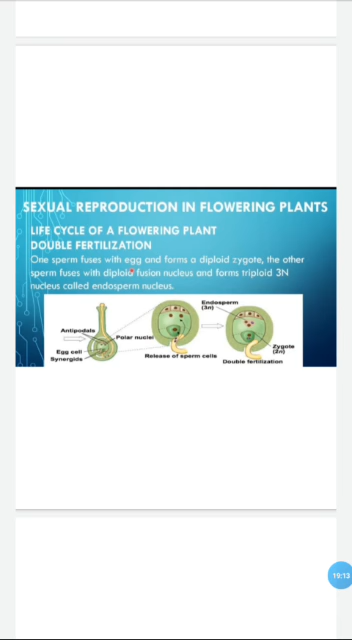 SEXUAL REPRODUCTION IN FLOWERING PLANTS
LIFE CYCLE OF A FLOWERING PLANT
DOUBLE FERTILIZATION
One sperm fuses with egg and forms a diploid zygote, the other
sperm fuses with diploid fusion nucleus and forms triploid 3N
nucleus called endosperm nucleus.
Endosperm
(3n)
Antipodals
Polar nuclei
Egg cell
Synergids
Release of sperm cells
Zygote
(2n)
Double fertilization
19:13